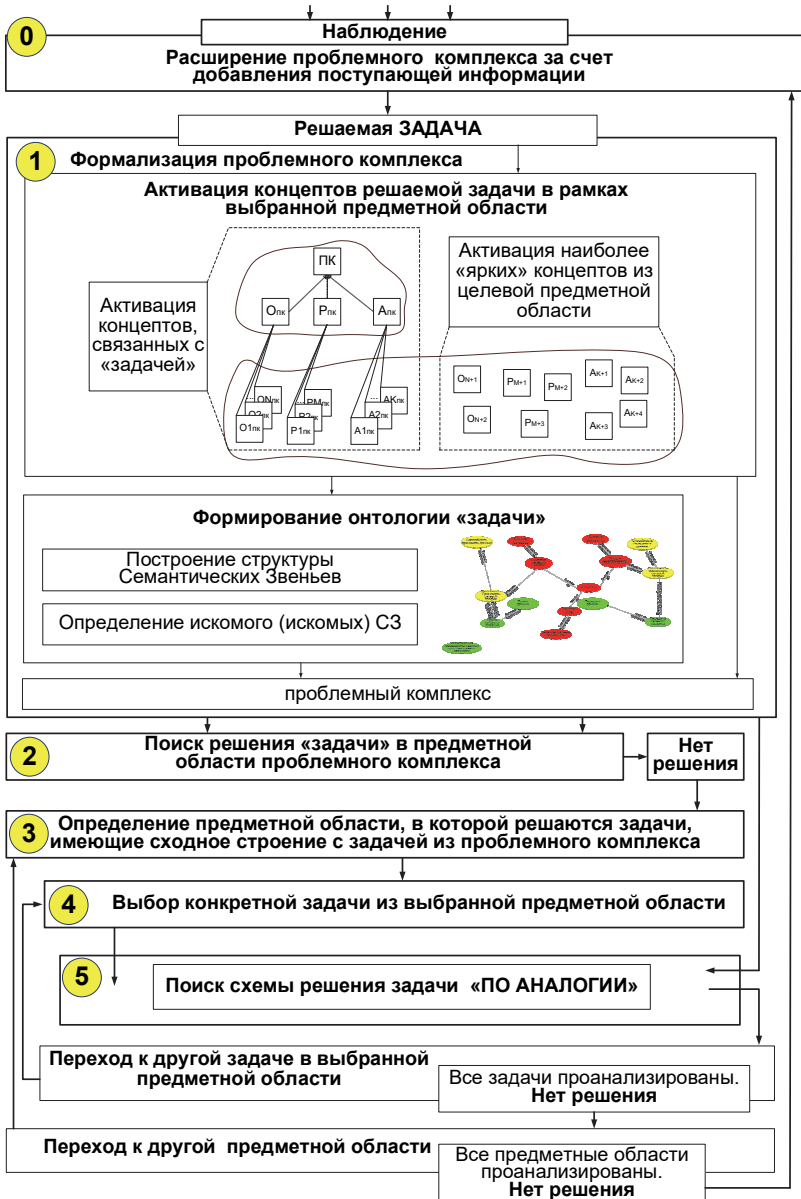 0
Наблюдение
Расширение проблемного комплекса за счет
добавления поступающей информации
Решаемая ЗАДАЧА
1
Формализация проблемного комплекса
Активация концептов решаемой задачи в рамках
выбранной предметной области
Активация
концептов,
связанных с
«задачей»
ПК
Oпк
Pпк
Aпк
... ONпк
O2пк
O1пк
... PMпк
P2пк
P1пк
... AKпк
A2пк
A1пк
Активация наиболее
«ярких» концептов из
целевой предметной
области
ON+1
PM+1
PM+2
AK+1
AK+2
ON+2
PM+3
AK+3
AK+4
Формирование онтологии «задачи»
Построение структуры
Семантических Звеньев
Определение искомого (искомых) СЗ
проблемный комплекс
2
Поиск решения «задачи» в предметной
области проблемного комплекса
Нет
решения
3
Определение предметной области, в которой решаются задачи,
имеющие сходное строение с задачей из проблемного комплекса
4
Выбор конкретной задачи из выбранной предметной области
5
Поиск схемы решения задачи «ПО АНАЛОГИИ»
Переход к другой задаче в выбранной
предметной области
Все задачи проанализированы.
Нет решения
Переход к другой предметной области
Все предметные области
проанализированы.
Нет решения